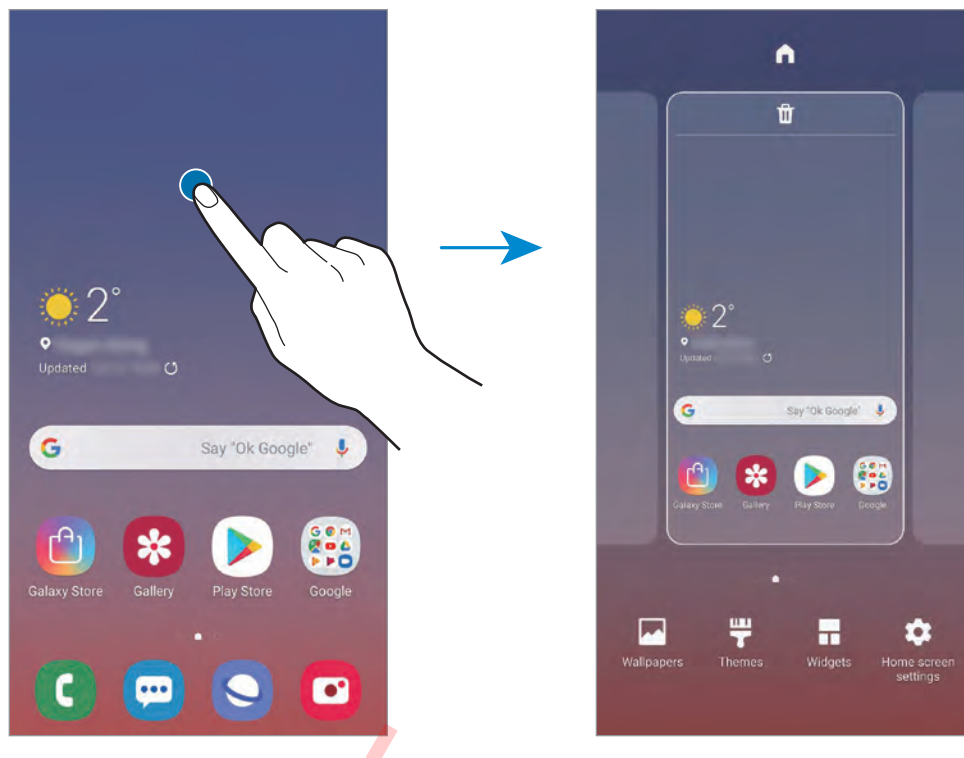 2°
Updated
Say "Ok Google"
Galaxy Store Gallery Play Store Google
2°
Updated
Say "Ok Google"
Galaxy Store Gallery Play Store Google
Wallpapers Themes Widgets Home screen
settings